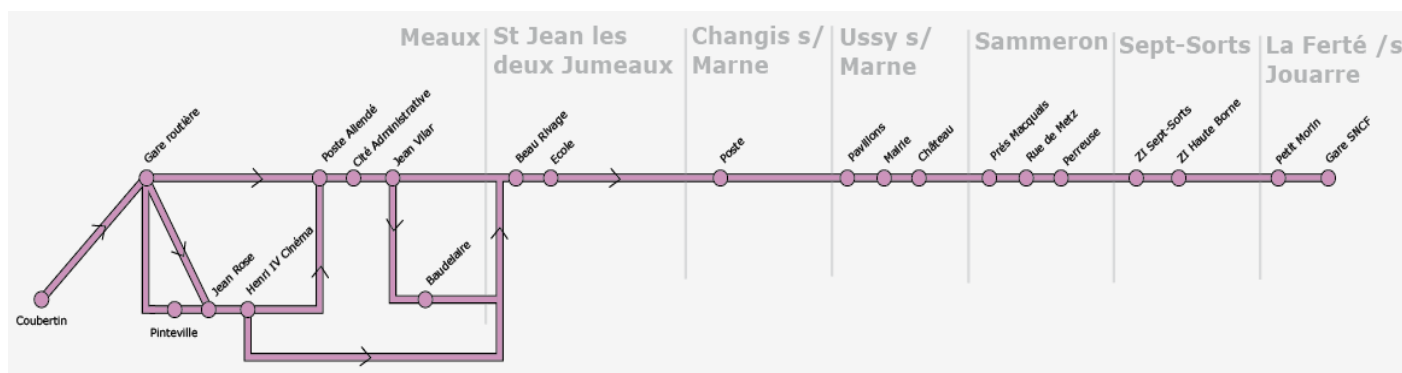 Meaux
St Jean les
deux Jumeaux
Changis s/
Marne
Ussy s/
Marne
Sammeron
Sept-Sorts
La Ferté /s
Jouarre
Gare routière
Poste Allendé
Cité Administrative
Jean Vilar
Beau Rivage
Ecole
Poste
Pavillons
Mairie
Château
Prés Macquais
Rue de Metz
Perreuse
ZI Sept-Sorts
ZI Haute Borne
Petit Morin
Gare SNCF
Coubertin
Pinteville
Jean Rose
Henri IV Cinéma
Baudelaire